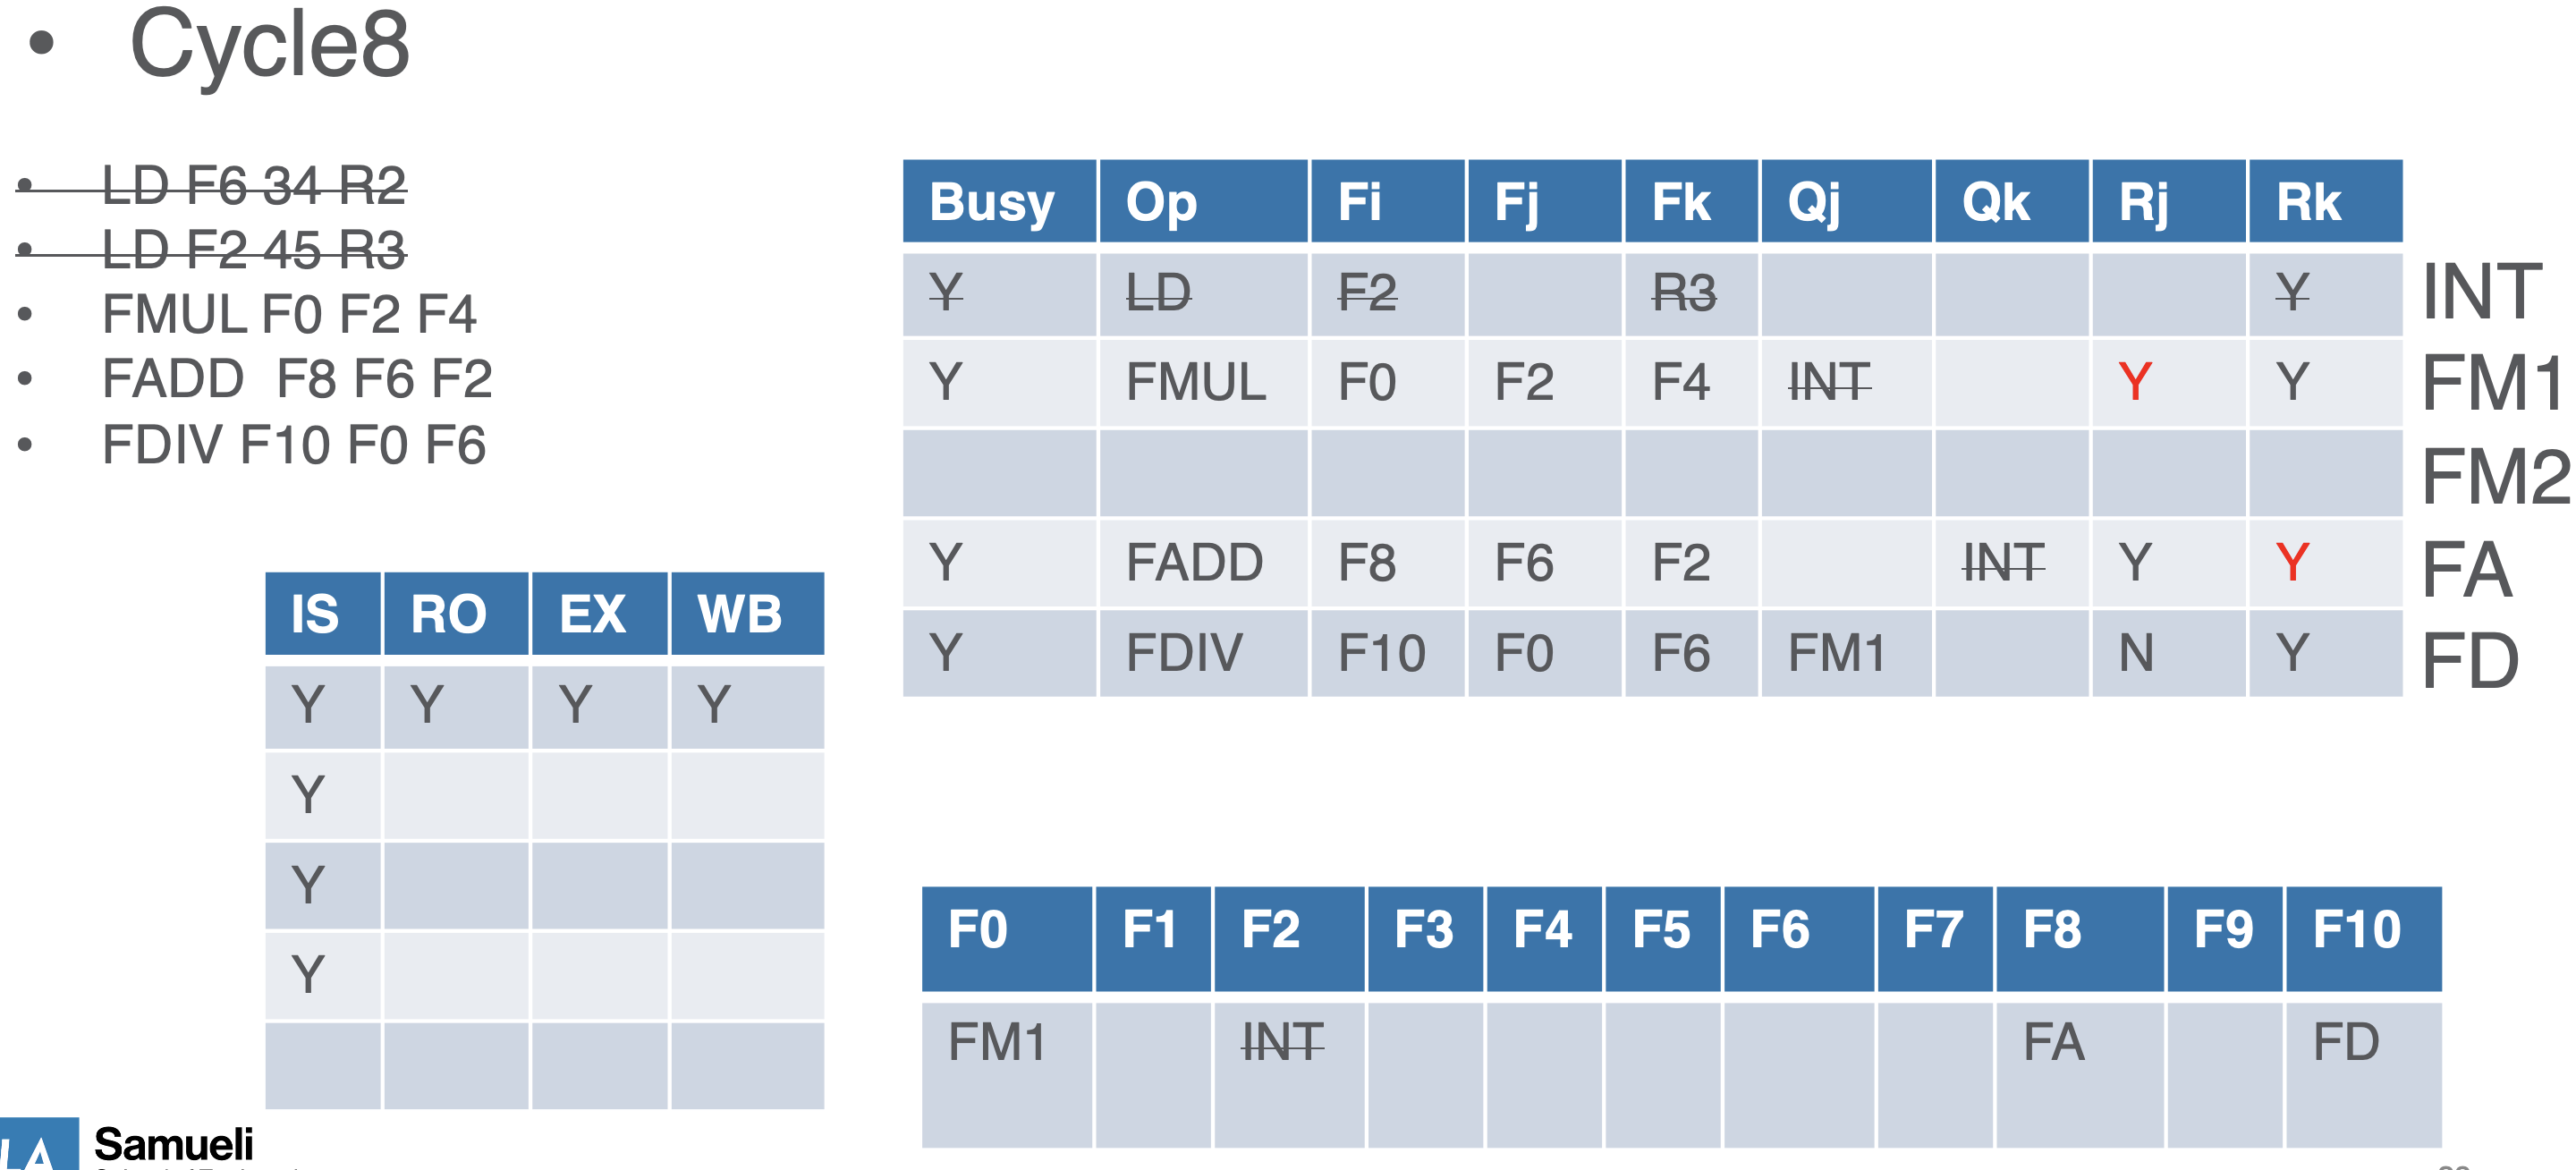 • Cycle8
• LD F6 34 R2
• LD F2 45 R3
• FMUL F0 F2 F4
• FADD F8 F6 F2
• FDIV F10 F0 F6
Busy Op Fi Fj Fk Qj Qk Rj Rk
Y LD F2 R3 Y INT
Y FMUL F0 F2 F4 INT Y Y FM1
FM2
Y FADD F8 F6 F2 INT Y Y FA
Y FDIV F10 F0 F6 FM1 N Y FD
IS RO EX WB
Y Y Y Y
Y
Y
Y
F0 F1 F2 F3 F4 F5 F6 F7 F8 F9 F10
FM1 INT FA FD
Samueli